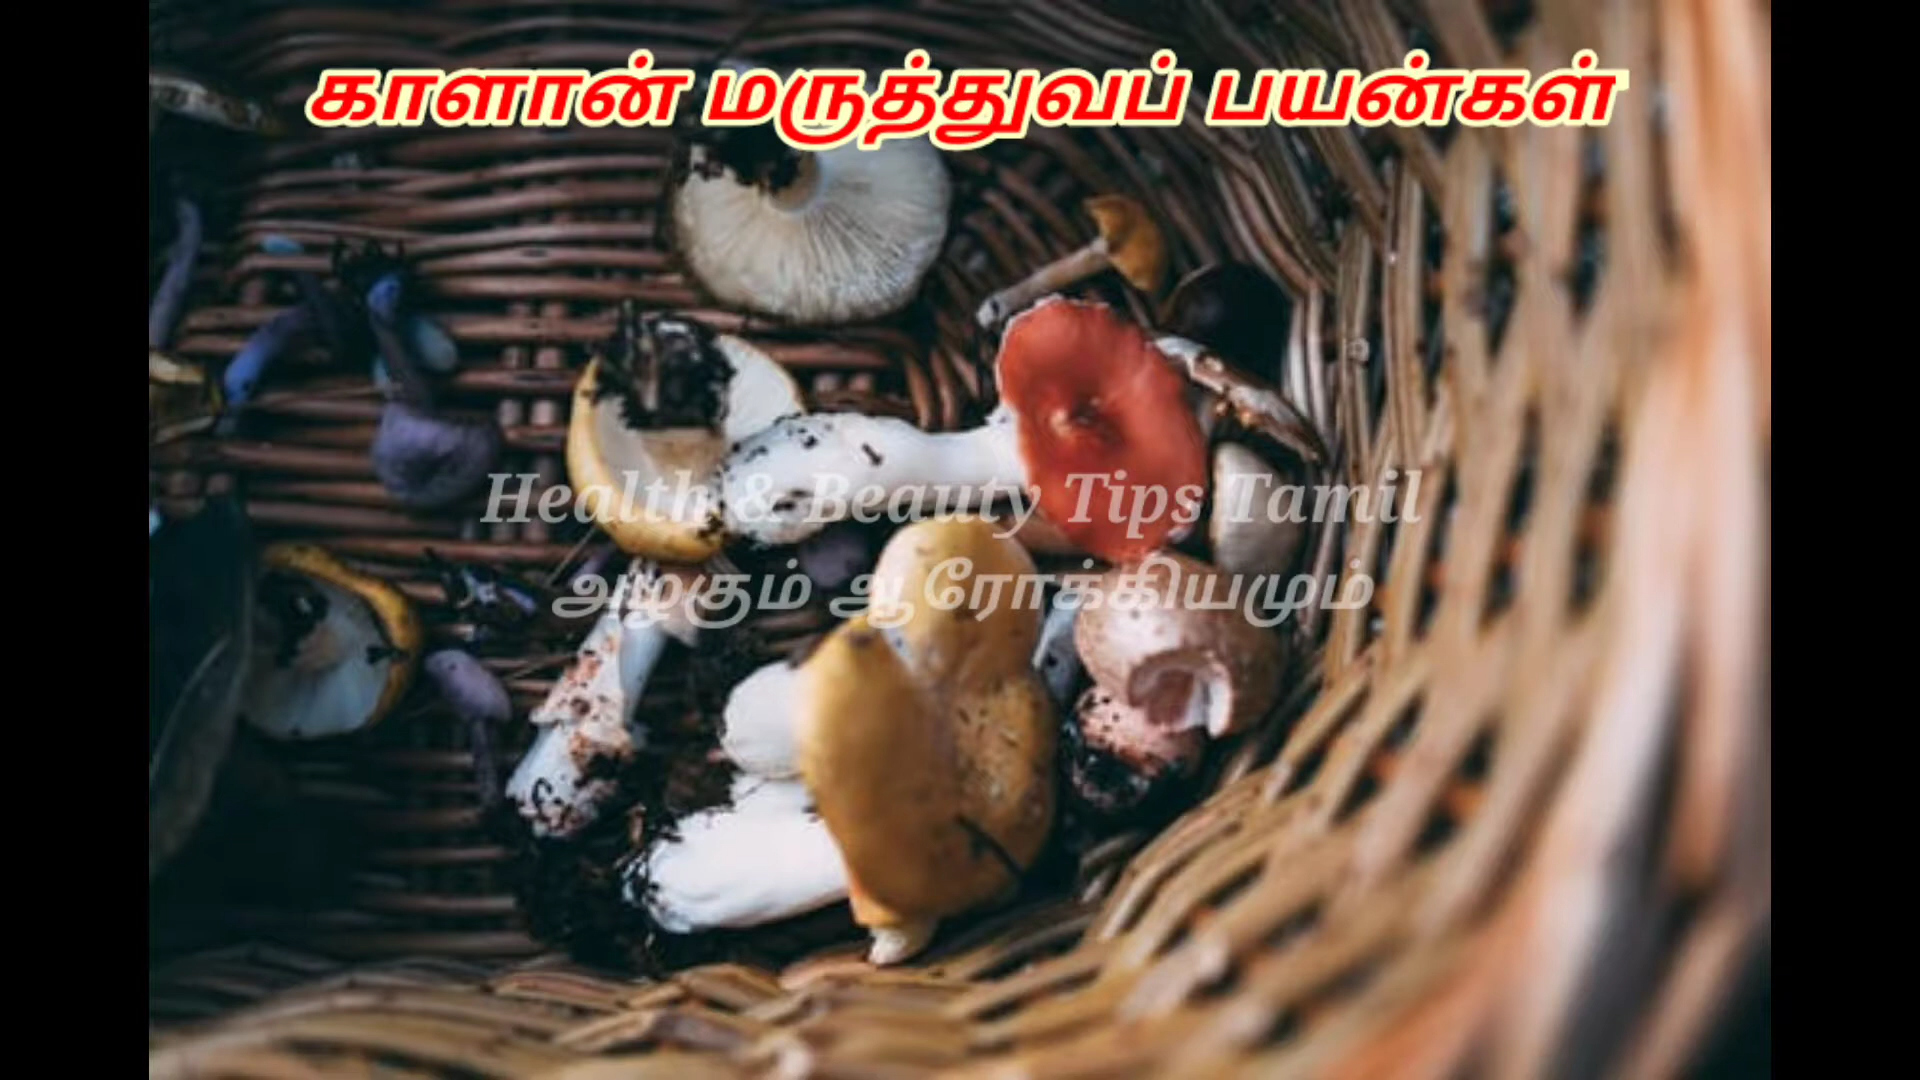 காளான் மருத்துவப் பயன்கள்
Health & Beauty Tips Tamil
அழகும் ஆரோக்கியமும்